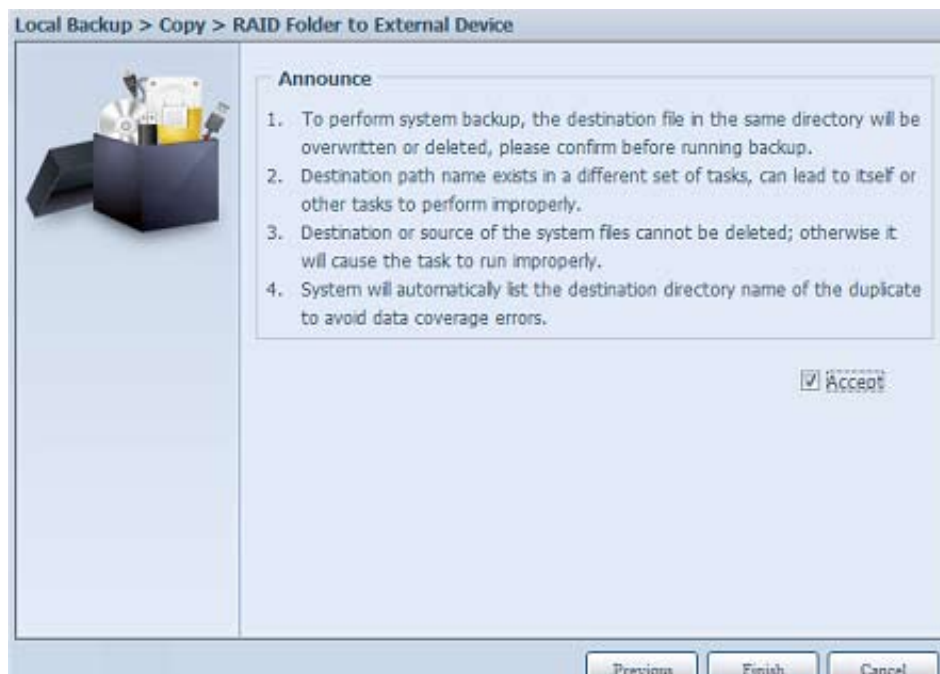 Local Backup > Copy > RAID Folder to External Device
Announce
1. To perform system backup, the destination file in the same directory will be
overwritten or deleted, please confirm before running backup.
2. Destination path name exists in a different set of tasks, can lead to itself or
other tasks to perform improperly.
3. Destination or source of the system files cannot be deleted; otherwise it
will cause the task to run improperly.
4. System will automatically list the destination directory name of the duplicate
to avoid data coverage errors.
Accept
Previous Finish Cancel